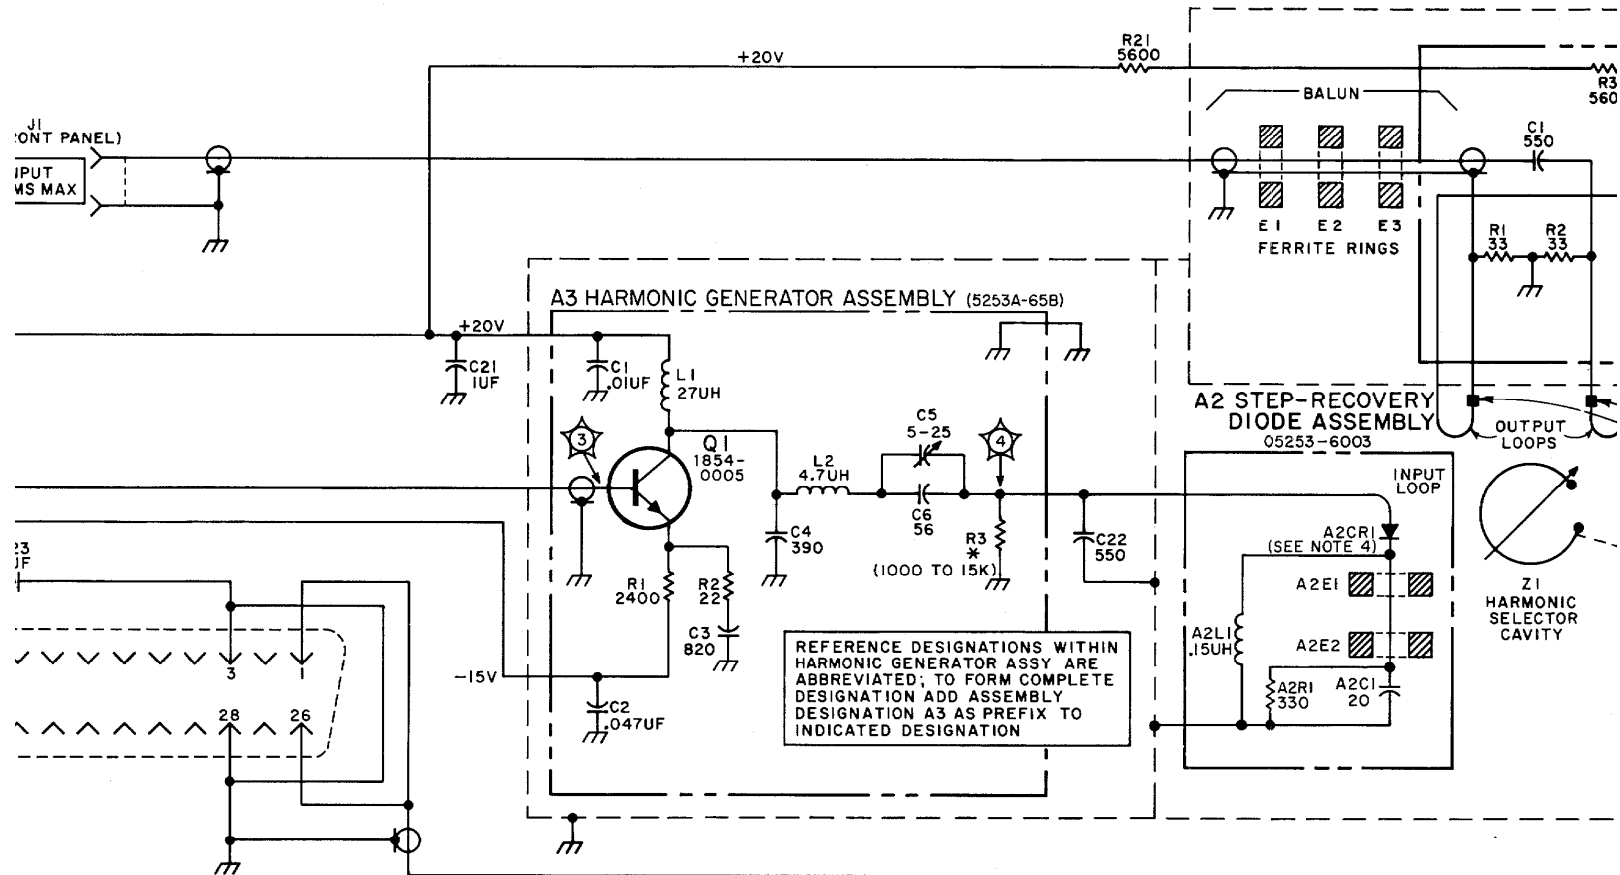 +20V
R21
5600
R3
BALUN
J1
PANEL)
C1
550
MS MAX
E1 E2 E3
FERRITE RINGS
R1
33
R2
33
A3 HARMONIC GENERATOR ASSEMBLY (5253A-65B)
+20V
C21
1UF
C1
.01UF
L1
27UH
3
Q1
1854-
0005
C5
5-25
4
L2
4.7UH
C6
56
C4
390
R3
*
(1000 TO 15K)
C22
550
A2 STEP-RECOVERY
DIODE ASSEMBLY
05253-6003
OUTPUT
LOOPS
INPUT
LOOP
A2CR1
(SEE NOTE 4)
A2E1
A2E2
A2L1
.15UH
A2R1
330
A2C1
20
Z1
HARMONIC
SELECTOR
CAVITY
R1
2400
R2
22
C3
820
-15V
C2
.047UF
REFERENCE DESIGNATIONS WITHIN
HARMONIC GENERATOR ASSY ARE
ABBREVIATED; TO FORM COMPLETE
DESIGNATION ADD ASSEMBLY
DESIGNATION A3 AS PREFIX TO
INDICATED DESIGNATION
3 1
28 26